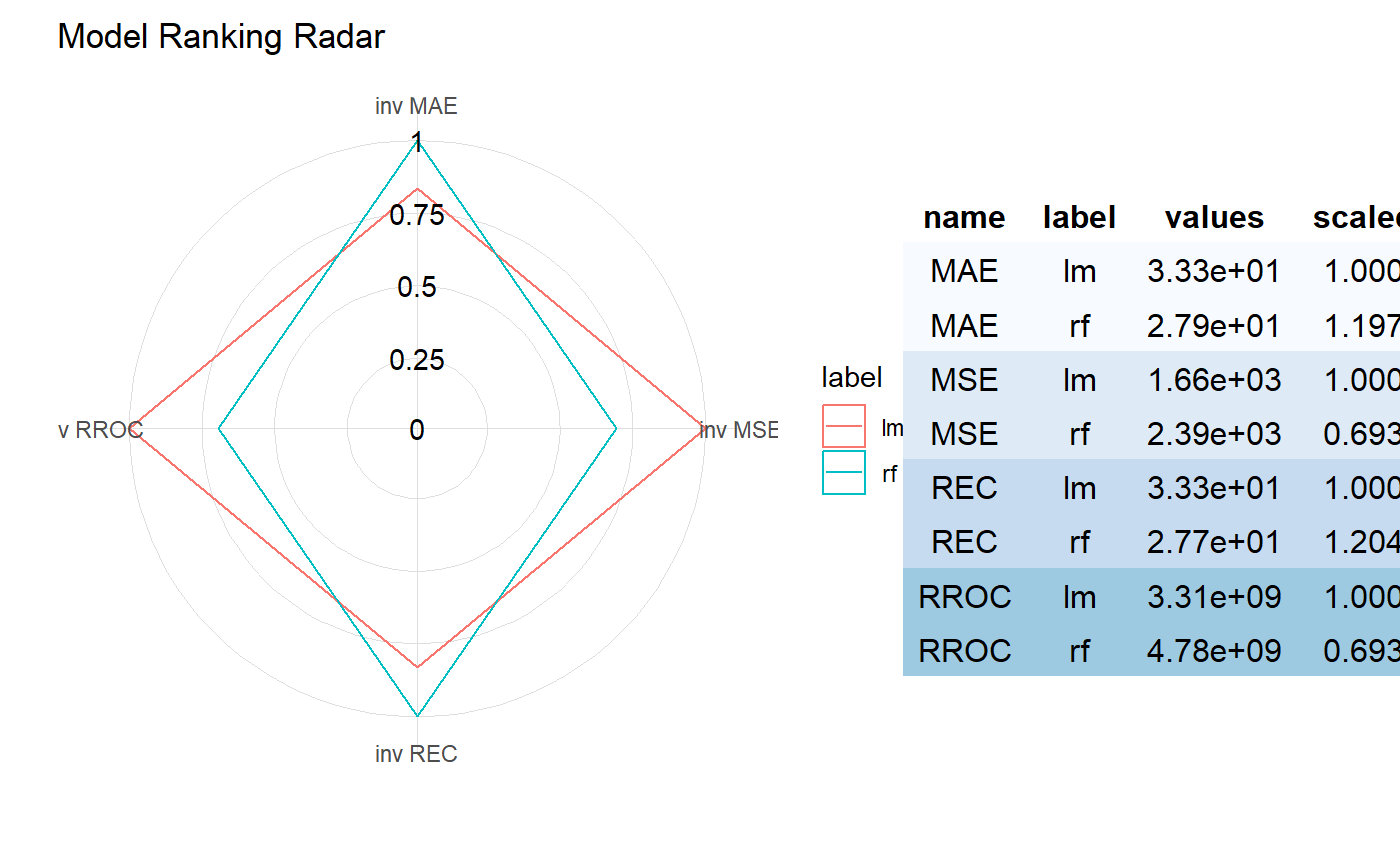 Model Ranking Radar
inv MAE
1
0.75
0.5
0.25
0
v RROC
inv MSE
inv REC
label
lm
rf
name label values scaled
MAE lm 3.33e+01 1.000
MAE rf 2.79e+01 1.197
MSE lm 1.66e+03 1.000
MSE rf 2.39e+03 0.693
REC lm 3.33e+01 1.000
REC rf 2.77e+01 1.204
RROC lm 3.31e+09 1.000
RROC rf 4.78e+09 0.693